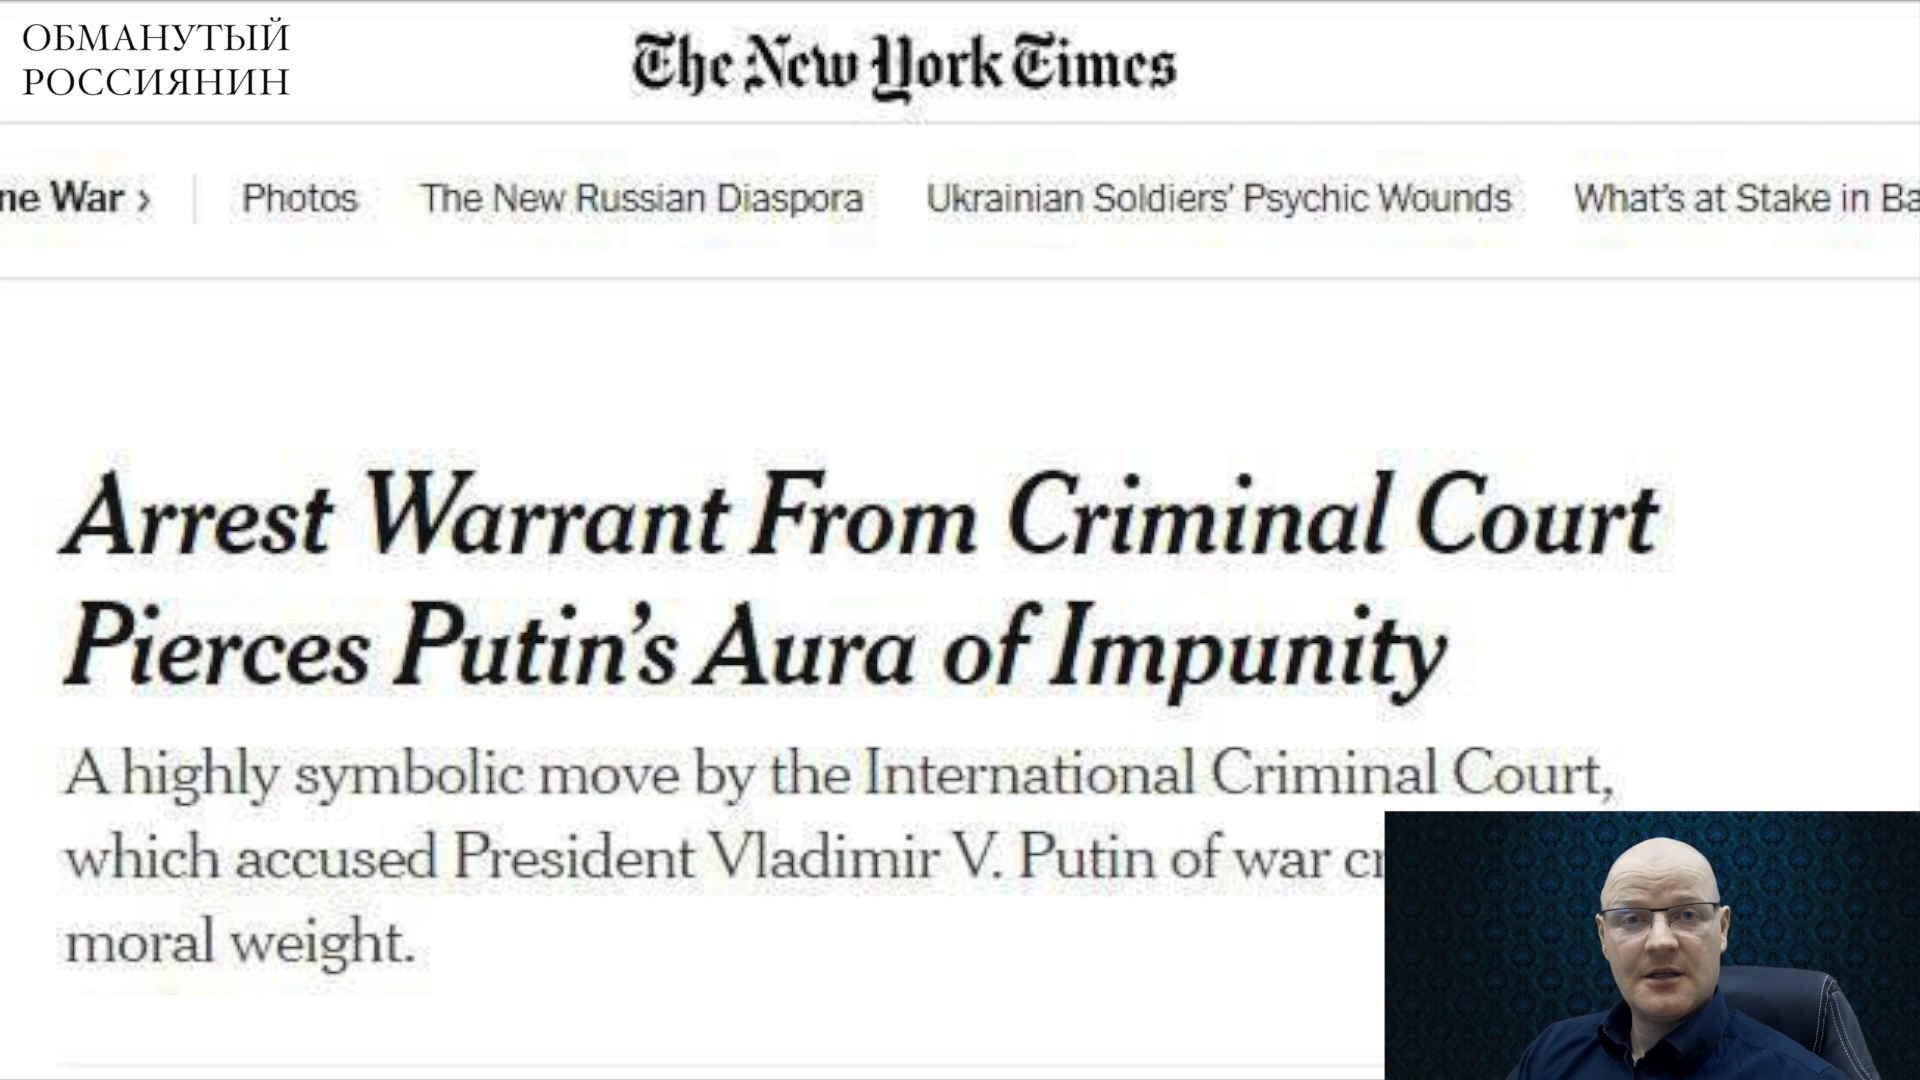 ОБМАНУТЫЙ
РОССИЯНИН
The New York Times
ne War › Photos The New Russian Diaspora Ukrainian Soldiers’ Psychic Wounds What’s at Stake in Ba
Arrest Warrant From Criminal Court
Pierces Putin’s Aura of Impunity
A highly symbolic move by the International Criminal Court,
which accused President Vladimir V. Putin of war cr
moral weight.